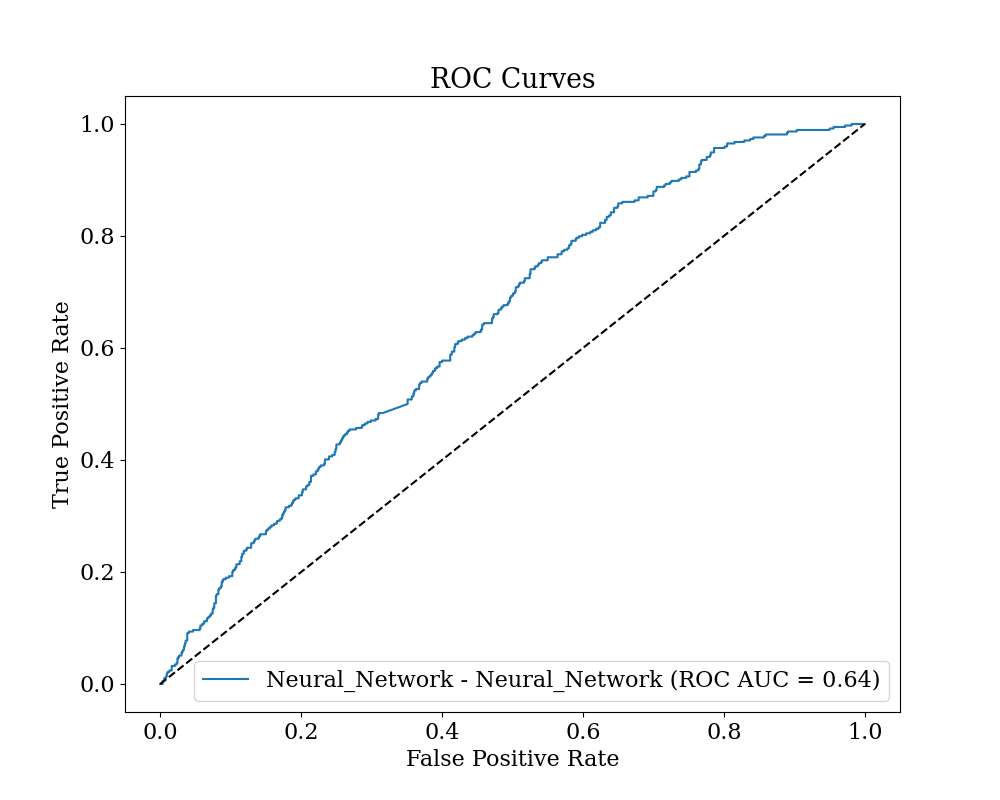 ROC Curves
1.0
0.8
0.6
0.4
0.2
0.0
True Positive Rate
Neural_Network - Neural_Network (ROC AUC = 0.64)
0.0 0.2 0.4 0.6 0.8 1.0
False Positive Rate